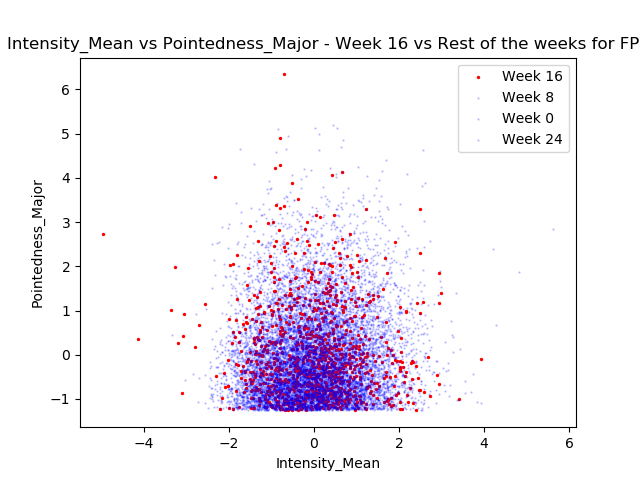 Intensity_Mean vs Pointedness_Major - Week 16 vs Rest of the weeks for FP
Week 16
Week 8
Week 0
Week 24
6
5
4
3
2
1
0
−1
Pointedness_Major
−4
−2
0
2
4
6
Intensity_Mean